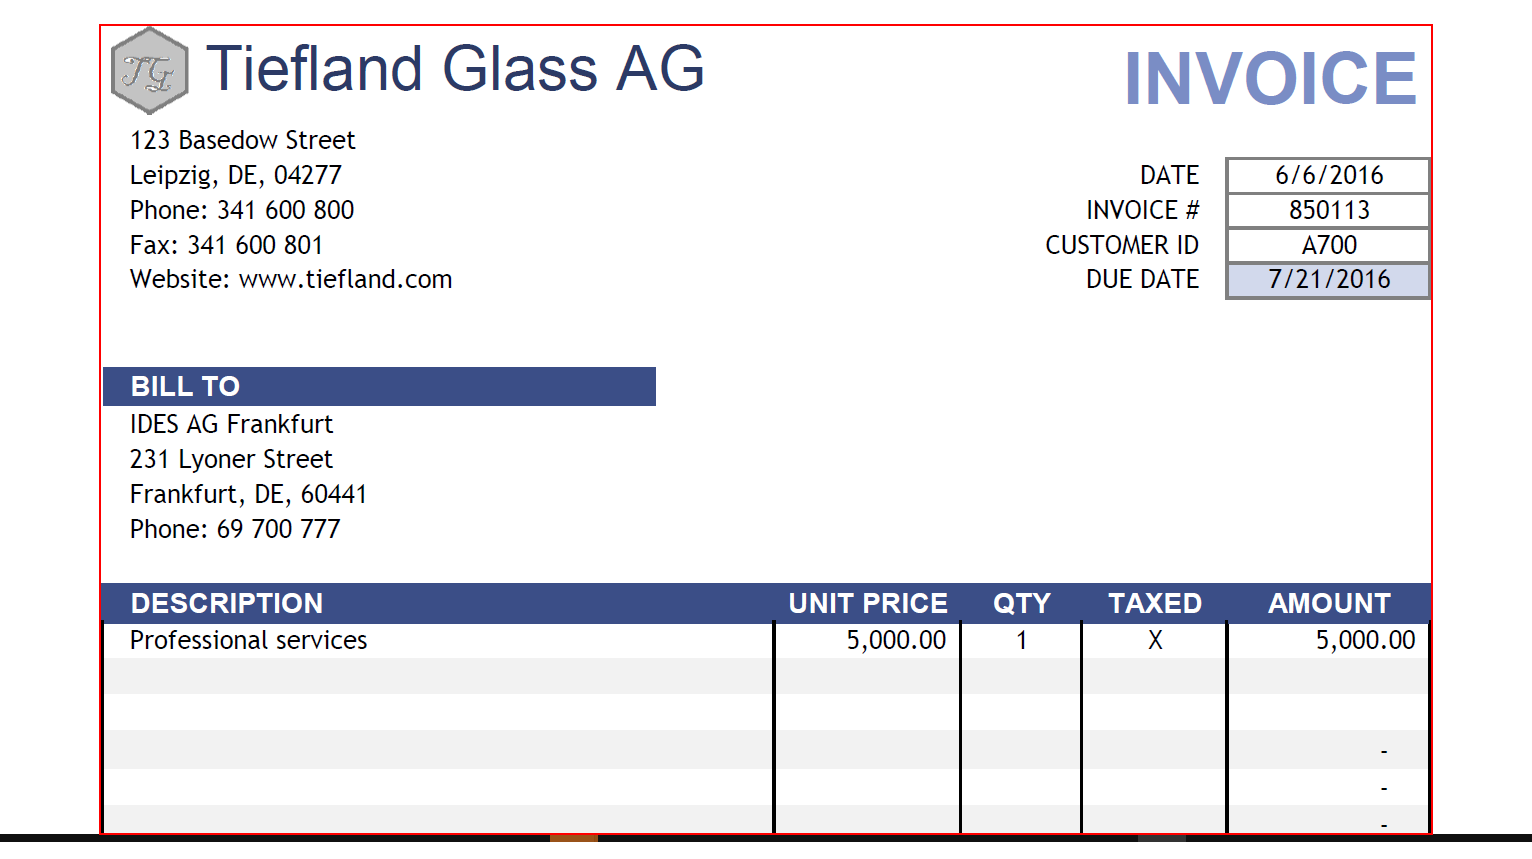 TG Tiefland Glass AG
INVOICE
123 Basedow Street
Leipzig, DE, 04277
DATE 6/6/2016
Phone: 341 600 800
INVOICE # 850113
Fax: 341 600 801
CUSTOMER ID A700
Website: www.tiefland.com
DUE DATE 7/21/2016
BILL TO
IDES AG Frankfurt
231 Lyoner Street
Frankfurt, DE, 60441
Phone: 69 700 777
DESCRIPTION UNIT PRICE QTY TAXED AMOUNT
Professional services 5,000.00 1 X 5,000.00
-
-
-